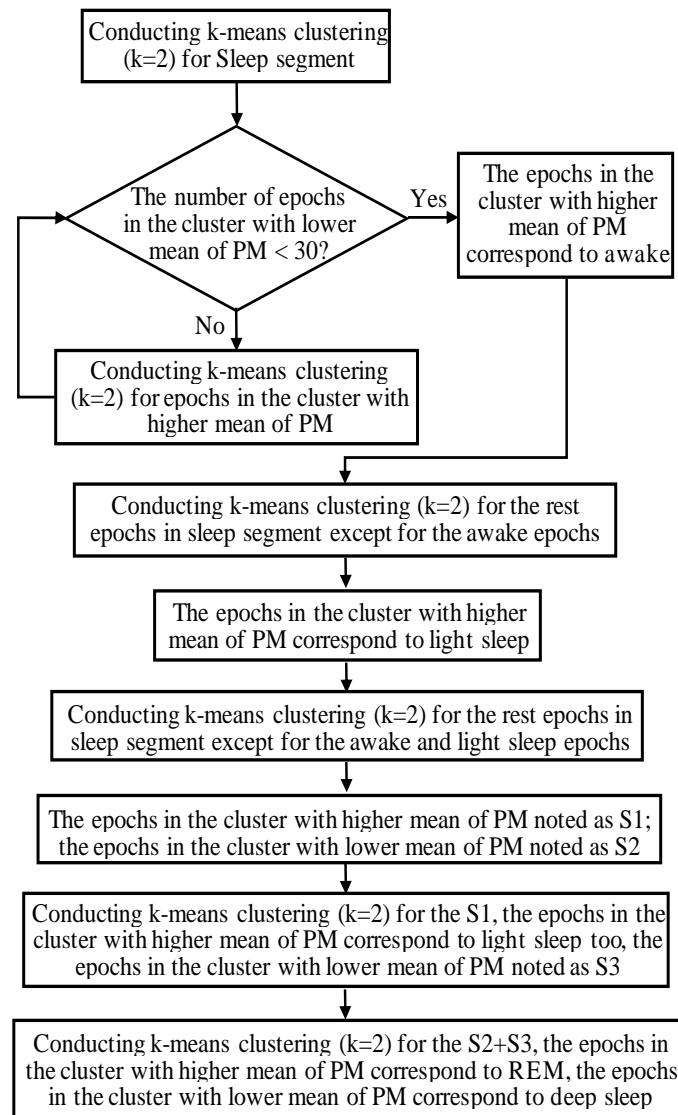 Conducting k-means clustering
(k=2) for Sleep segment
The number of epochs
in the cluster with lower
mean of PM < 30?
Yes
The epochs in the
cluster with higher
mean of PM
correspond to awake
No
Conducting k-means clustering
(k=2) for epochs in the cluster with
higher mean of PM
Conducting k-means clustering (k=2) for the rest
epochs in sleep segment except for the awake epochs
The epochs in the cluster with higher
mean of PM correspond to light sleep
Conducting k-means clustering (k=2) for the rest epochs in
sleep segment except for the awake and light sleep epochs
The epochs in the cluster with higher mean of PM noted as S1;
the epochs in the cluster with lower mean of PM noted as S2
Conducting k-means clustering (k=2) for the S1, the epochs in the
cluster with higher mean of PM correspond to light sleep too, the
epochs in the cluster with lower mean of PM noted as S3
Conducting k-means clustering (k=2) for the S2+S3, the epochs in
the cluster with higher mean of PM correspond to REM, the epochs
in the cluster with lower mean of PM correspond to deep sleep